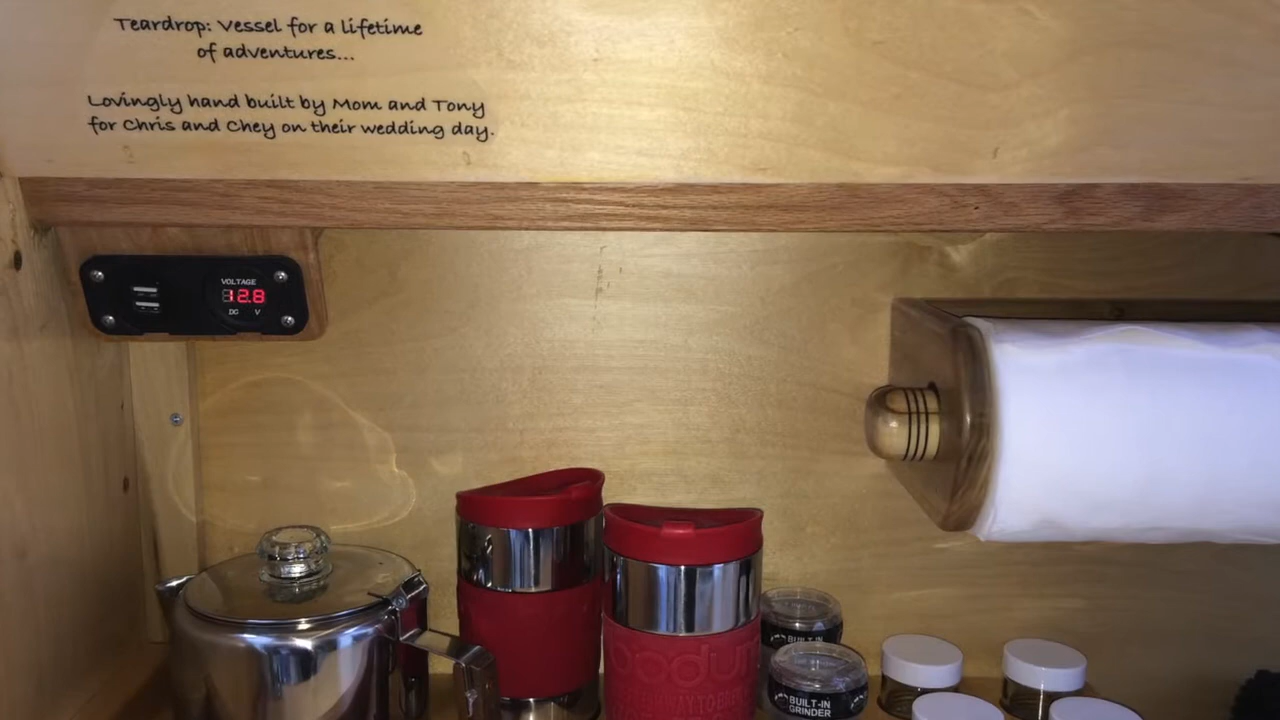 Teardrop: Vessel for a lifetime
of adventures...
Lovingly hand built by Mom and Tony
for Chris and Chey on their wedding day.
VOLTAGE
12.8
DC V
bodum
BUILT-IN
BUILT-IN
GRINDER